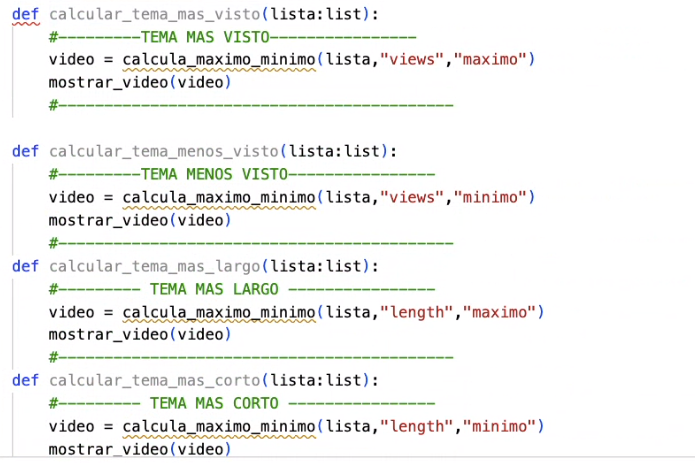 def calcular_tema_mas_visto(lista:list):
#---------TEMA MAS VISTO----------------
video = calcula_maximo_minimo(lista,"views","maximo")
mostrar_video(video)
#-------------------------------------------
def calcular_tema_menos_visto(lista:list):
#---------TEMA MENOS VISTO----------------
video = calcula_maximo_minimo(lista,"views","minimo")
mostrar_video(video)
#-------------------------------------------
def calcular_tema_mas_largo(lista:list):
#--------- TEMA MAS LARGO ----------------
video = calcula_maximo_minimo(lista,"length","maximo")
mostrar_video(video)
#-------------------------------------------
def calcular_tema_mas_corto(lista:list):
#--------- TEMA MAS CORTO ----------------
video = calcula_maximo_minimo(lista,"length","minimo")
mostrar_video(video)